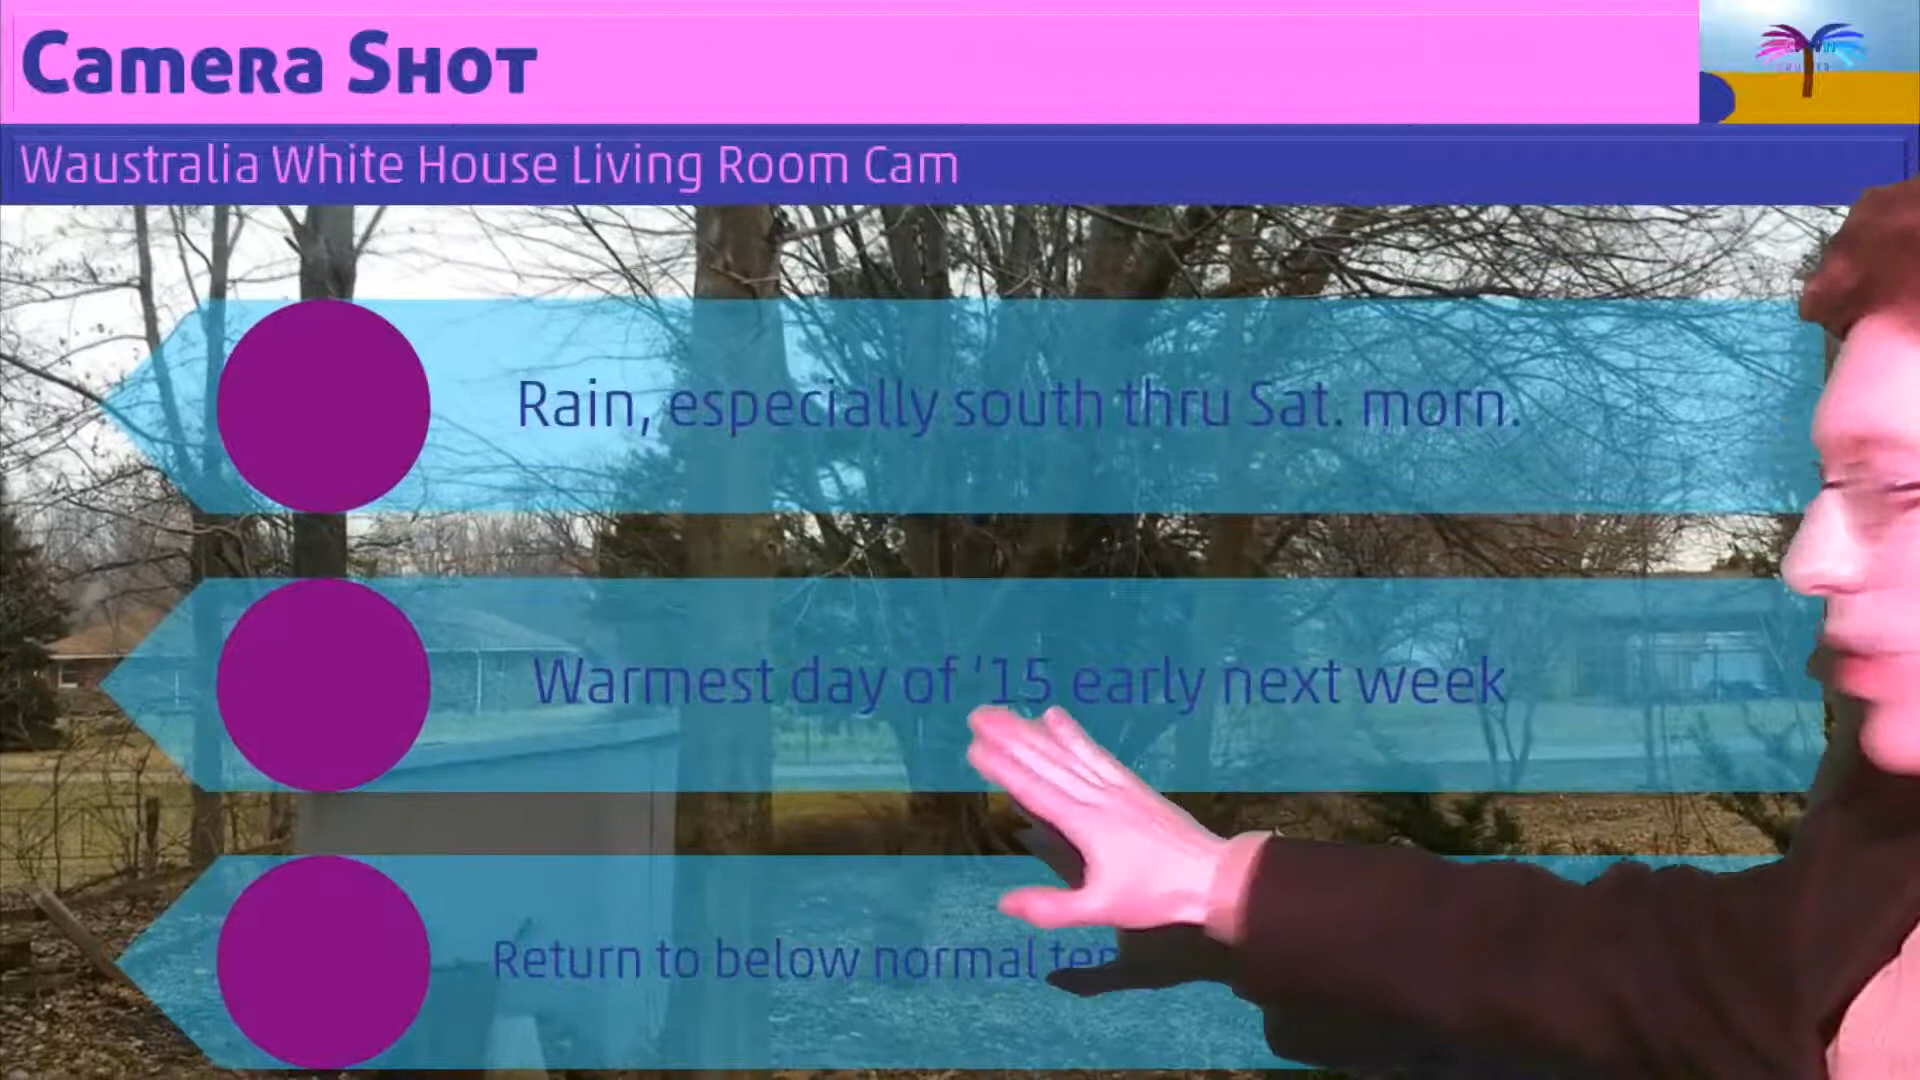 Camera Shot
Waustralia White House Living Room Cam
Rain, especially south thru Sat. morn.
Warmest day of '15 early next week
Return to below normal